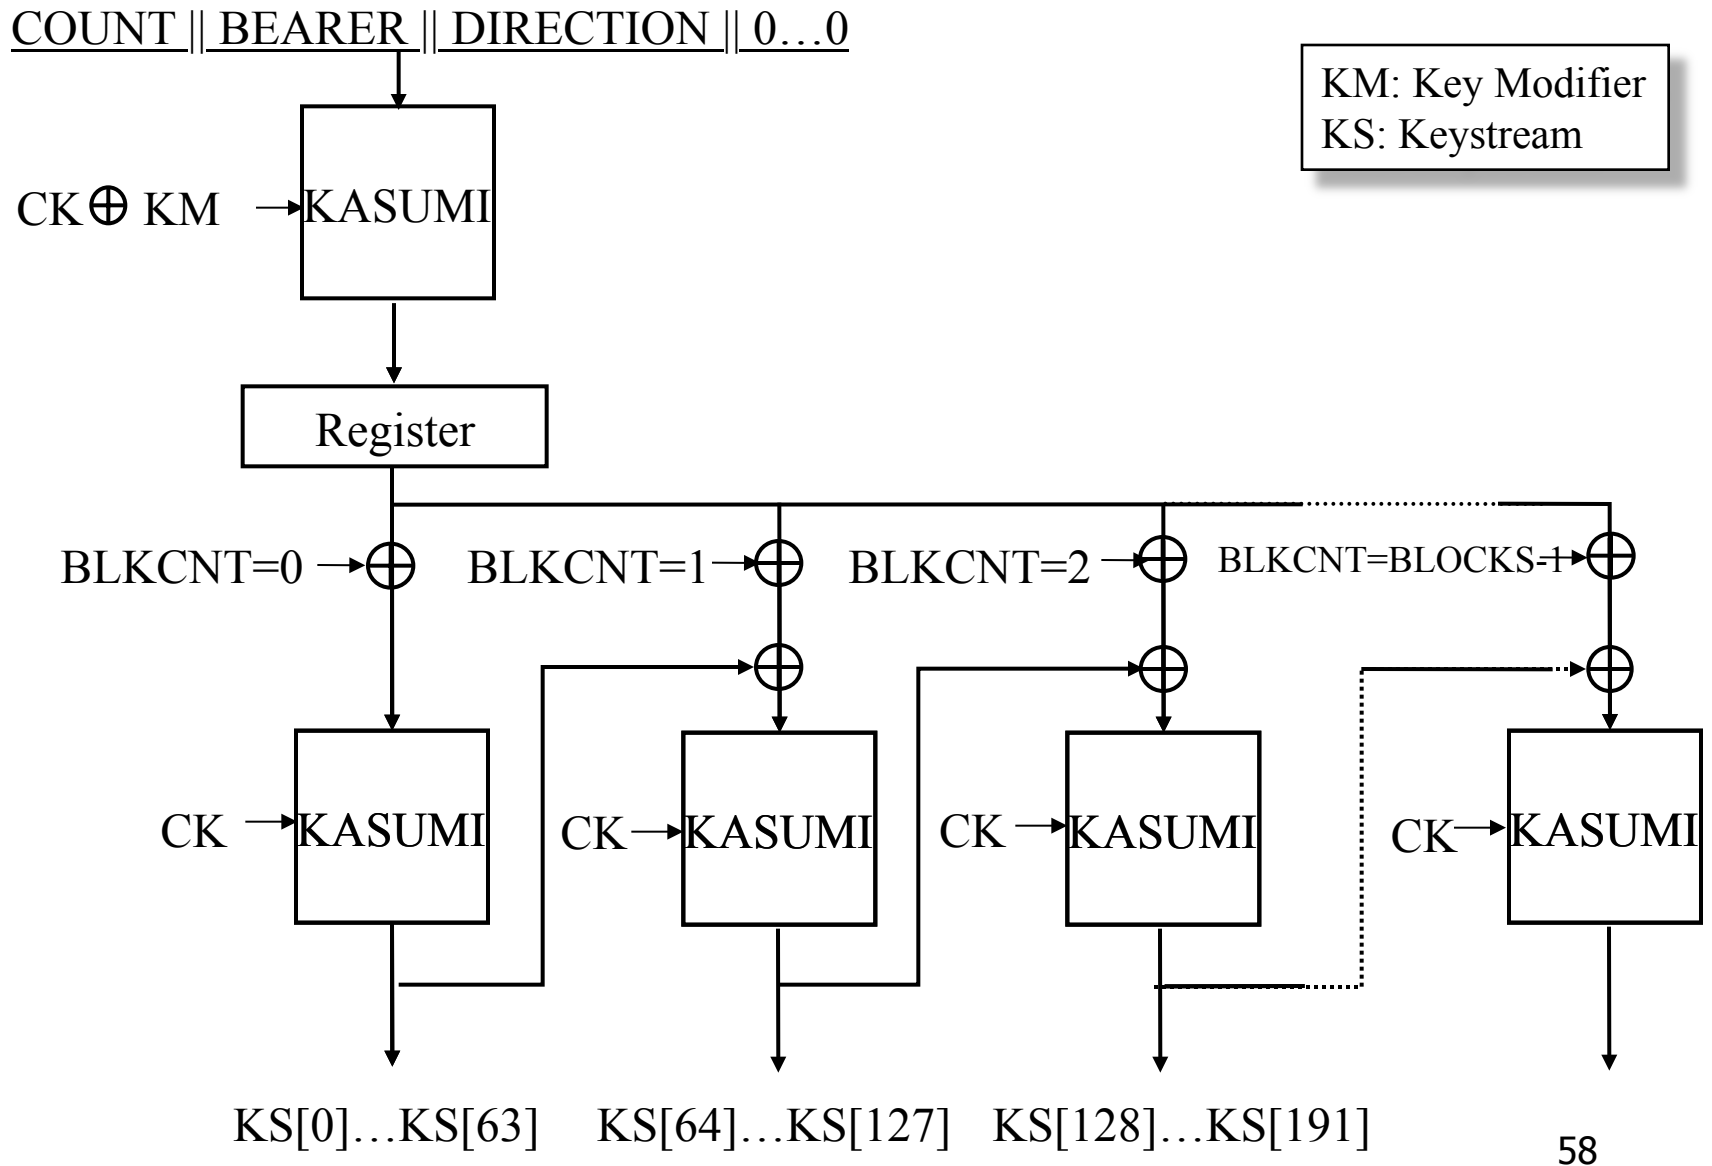 COUNT || BEARER || DIRECTION || 0…0
KM: Key Modifier
KS: Keystream
CK ⊕ KM
KASUMI
Register
BLKCNT=0
BLKCNT=1
BLKCNT=2
BLKCNT=BLOCKS-1
CK
KASUMI
CK
KASUMI
CK
KASUMI
CK
KASUMI
KS[0]…KS[63]
KS[64]…KS[127]
KS[128]…KS[191]
58